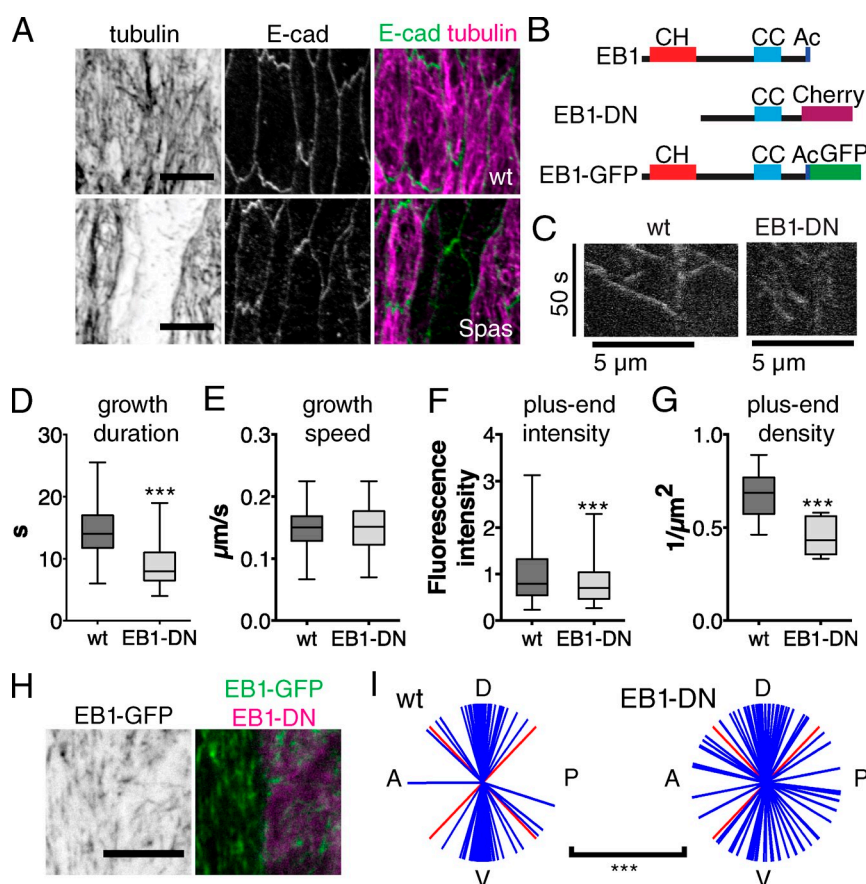 A
tubulin
E-cad
E-cad tubulin
wt
Spas
B
CH CC Ac
EB1
CC Cherry
EB1-DN
CH CC AcGFP
EB1-GFP
C
wt
EB1-DN
50 s
5 µm
5 µm
D
growth
duration
s
30
20
10
0
***
wt EB1-DN
E
growth
speed
µm/s
0.3
0.2
0.1
0.0
wt EB1-DN
F
plus-end
intensity
Fluorescence
intensity
4
3
2
1
0
***
wt EB1-DN
G
plus-end
density
1/µm²
1.0
0.5
0.0
***
wt EB1-DN
H
EB1-GFP
EB1-GFP
EB1-DN
I
wt
EB1-DN
D
D
A
P
A
P
V
V
***